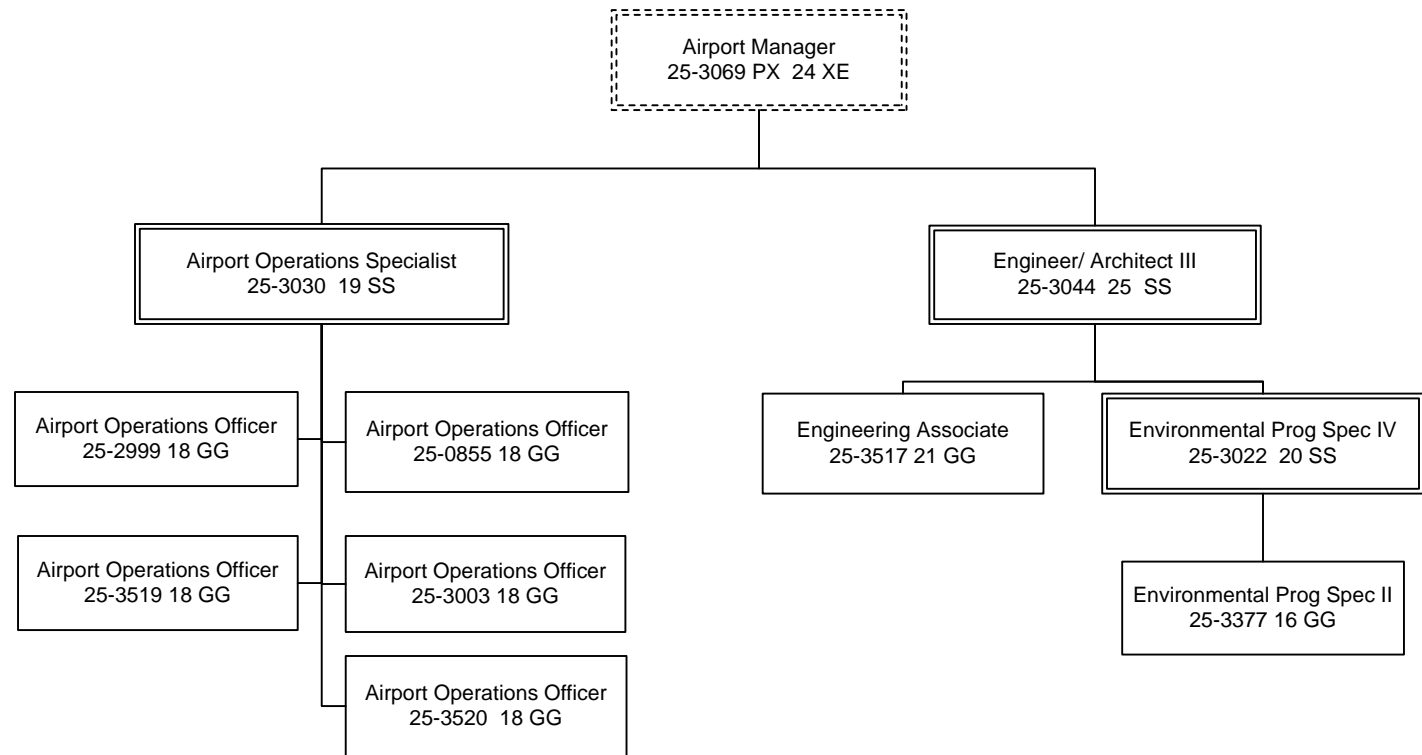 Airport Manager
25-3069 PX  24 XE
Airport Operations Specialist
25-3030  19 SS
Engineer/ Architect III
25-3044  25  SS
Airport Operations Officer
25-2999 18 GG
Airport Operations Officer
25-0855 18 GG
Engineering Associate
25-3517 21 GG
Environmental Prog Spec IV
25-3022  20 SS
Airport Operations Officer
25-3519 18 GG
Airport Operations Officer
25-3003 18 GG
Environmental Prog Spec II
25-3377 16 GG
Airport Operations Officer
25-3520  18 GG